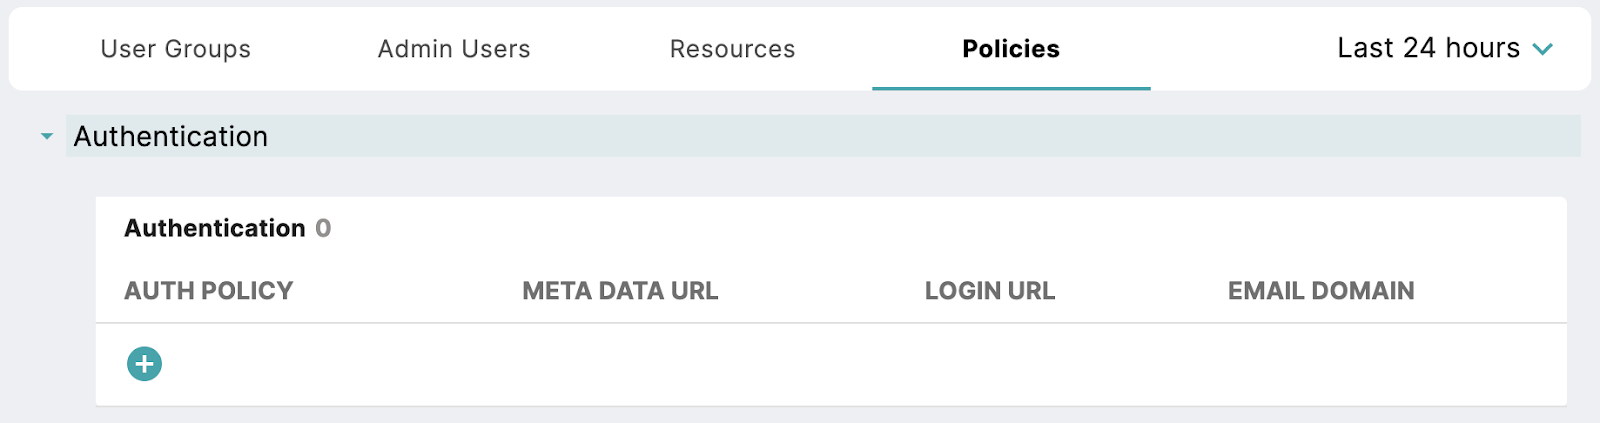 User Groups Admin Users Resources Policies Last 24 hours
Authentication
Authentication 0
AUTH POLICY META DATA URL LOGIN URL EMAIL DOMAIN